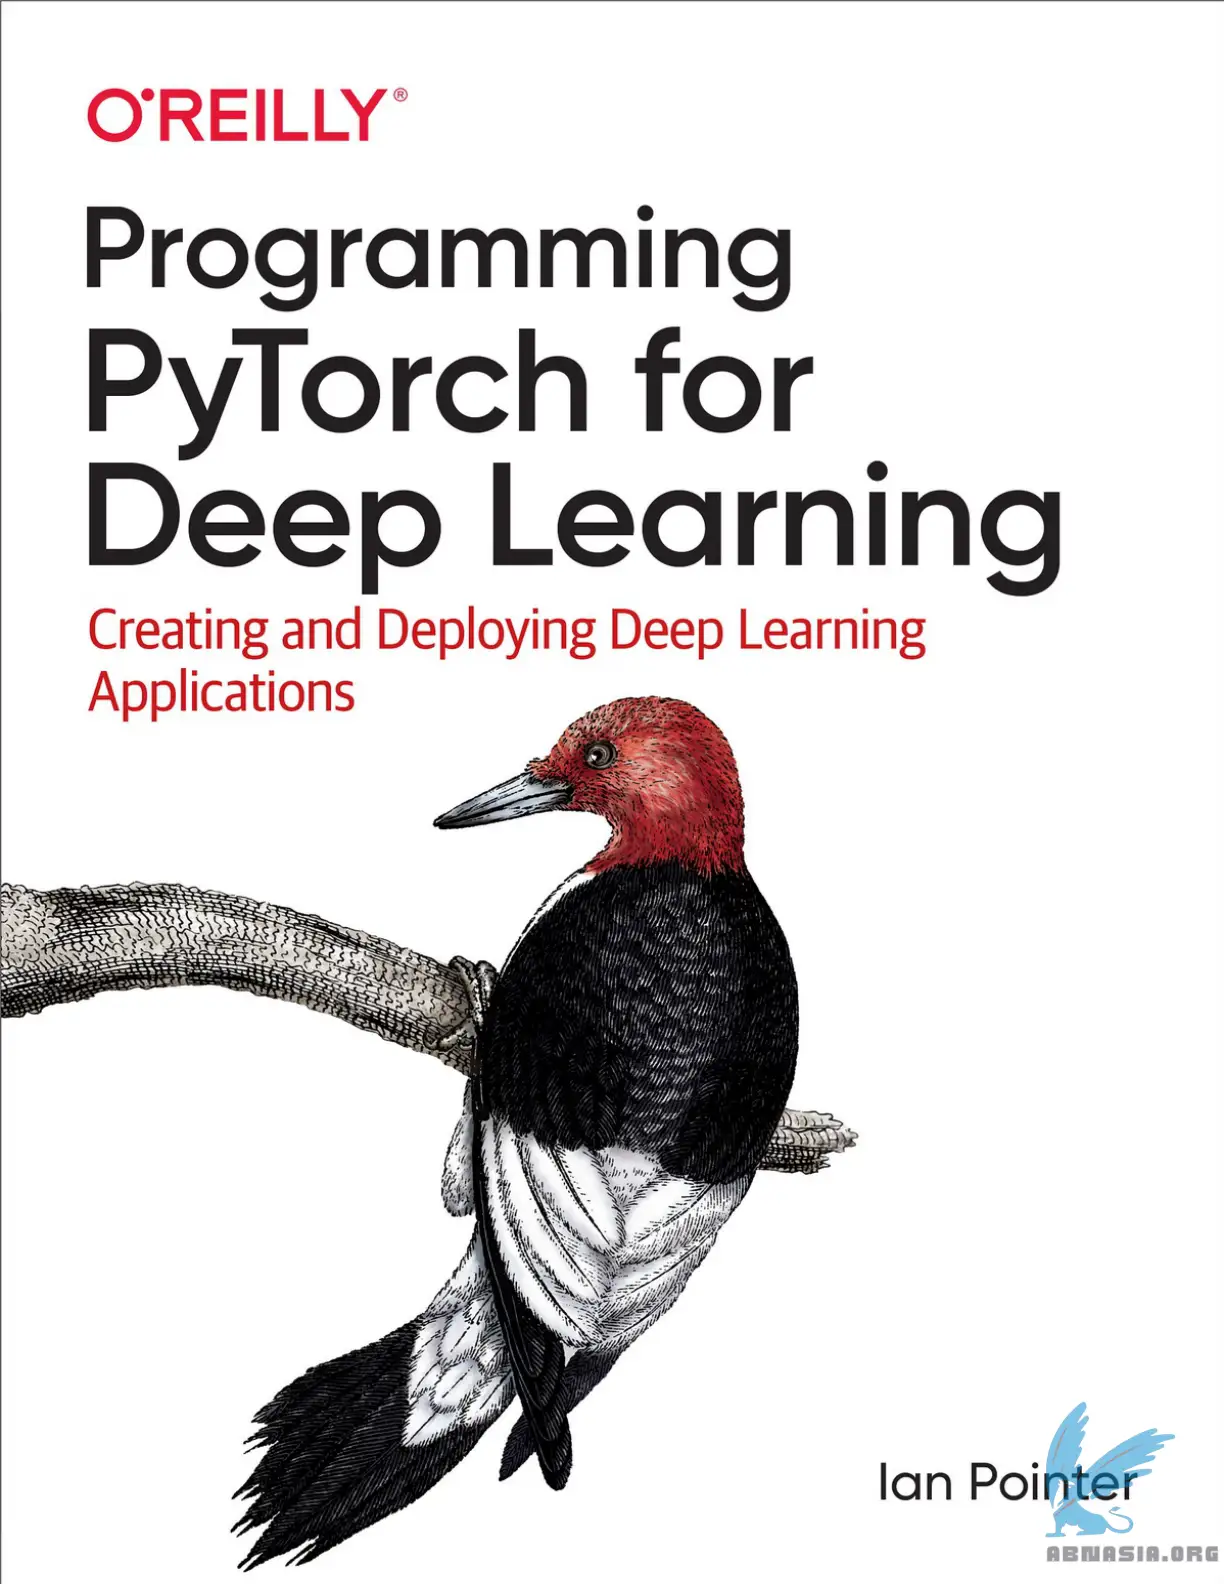 O'REILLY®
Programming
PyTorch for
Deep Learning
Creating and Deploying Deep Learning
Applications
Ian Pointer
ABNASIA.ORG